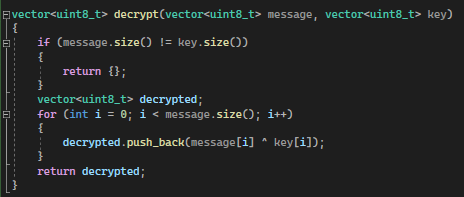 vector<uint8_t> decrypt(vector<uint8_t> message, vector<uint8_t> key)
{
    if (message.size() != key.size())
    {
        return {};
    }
    vector<uint8_t> decrypted;
    for (int i = 0; i < message.size(); i++)
    {
        decrypted.push_back(message[i] ^ key[i]);
    }
    return decrypted;
}